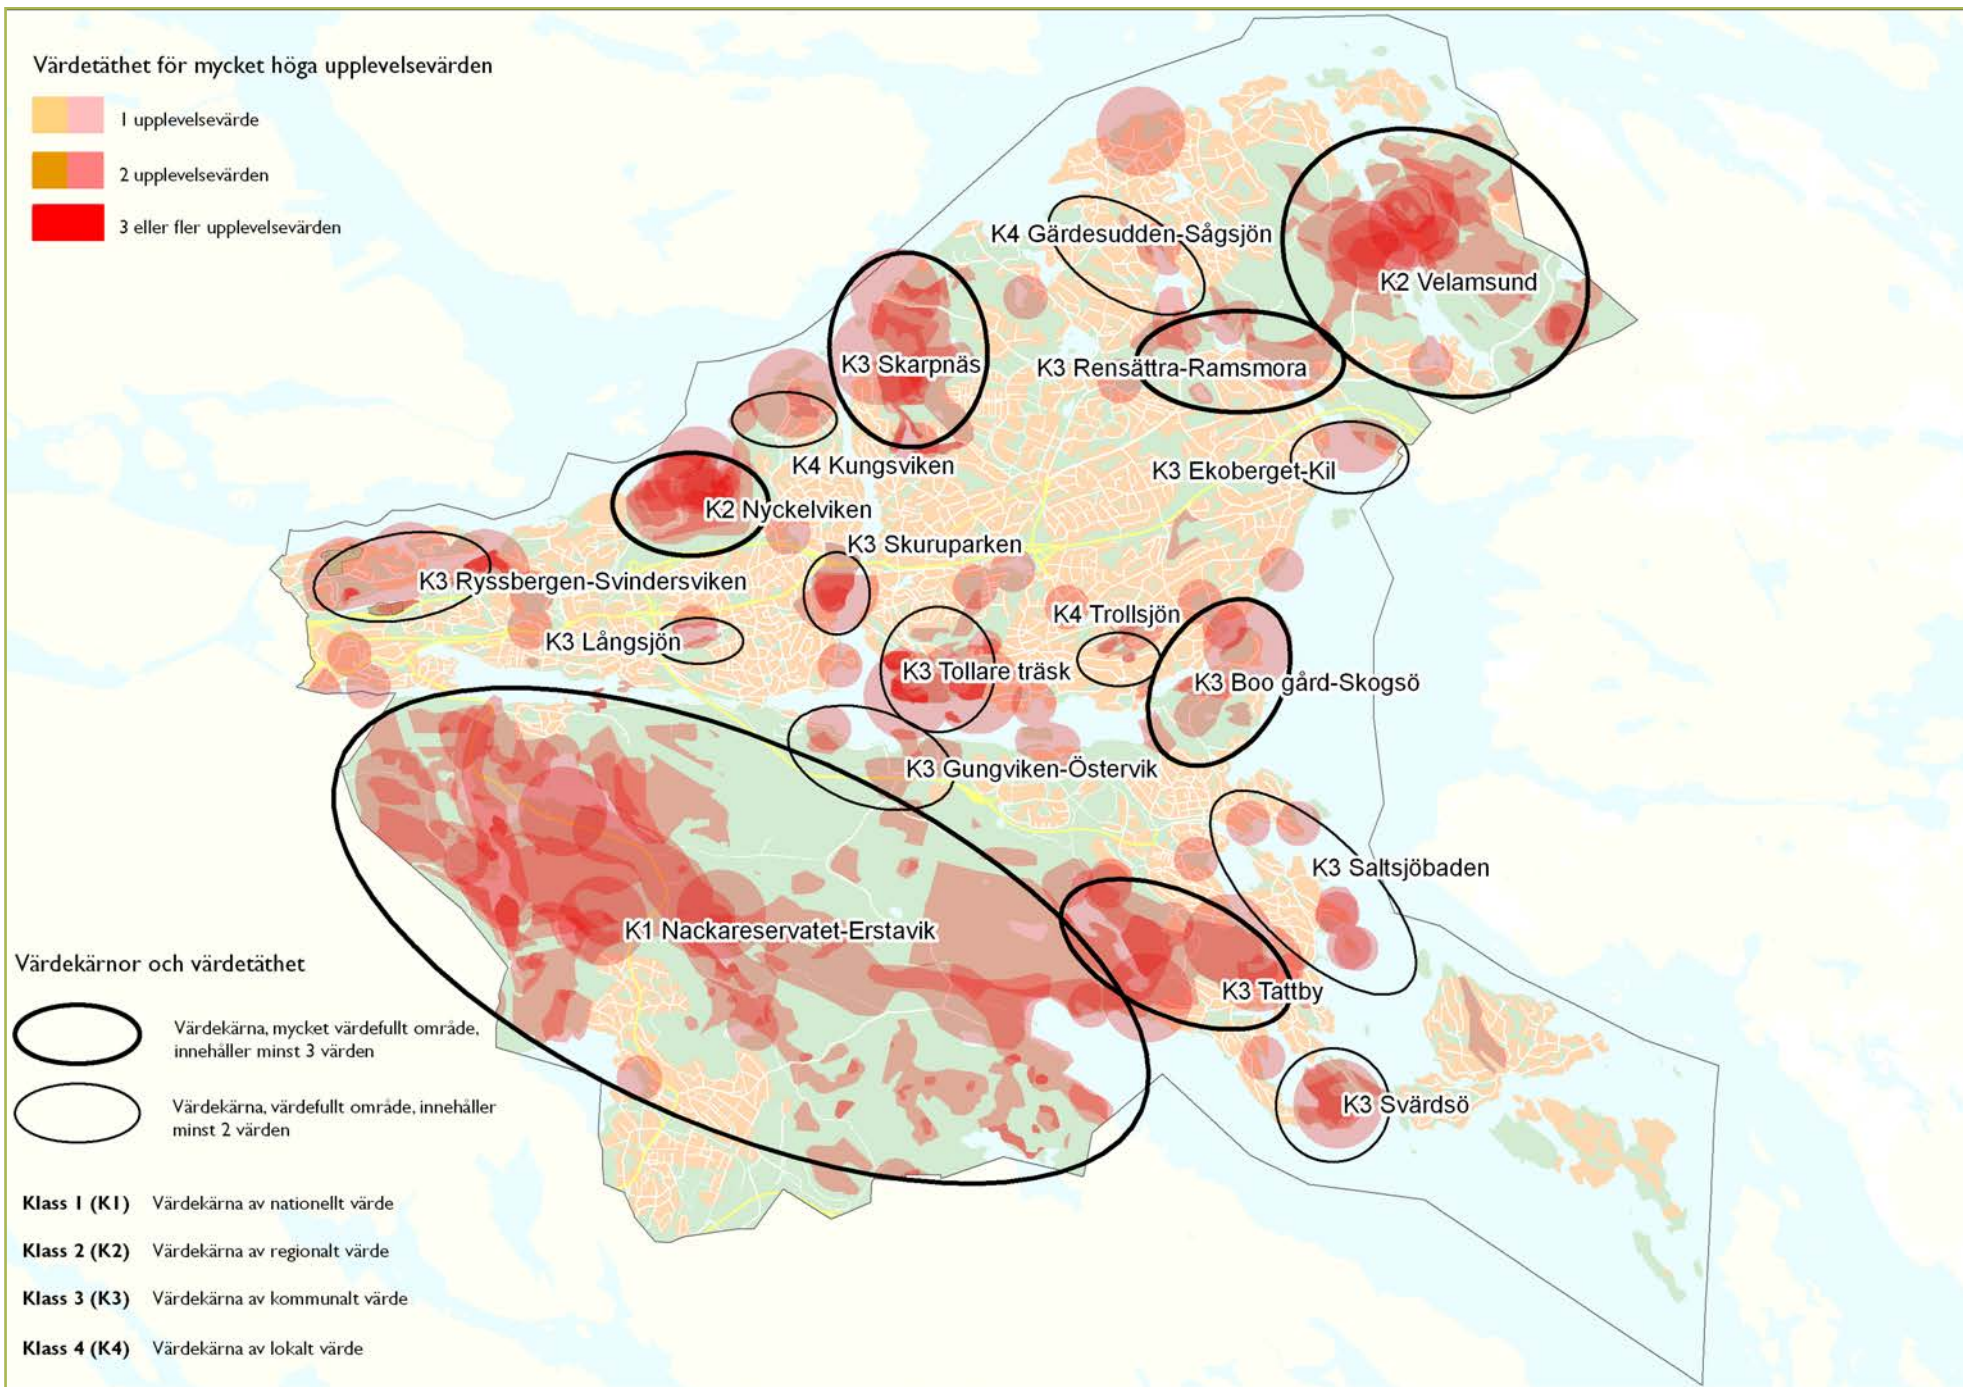 Värdetäthet för mycket höga upplevelsevärden
1 upplevelsevärde
2 upplevelsevärden
3 eller fler upplevelsevärden
K4 Gärdesudden-Sågsjön
K2 Velamsund
K3 Skarpnäs
K3 Rensättra-Ramsmora
K4 Kungsviken
K3 Ekoberget-Kil
K2 Nyckelviken
K3 Skuruparken
K3 Ryssbergen-Svindersviken
K4 Trollsjön
K3 Långsjön
K3 Tollare träsk
K3 Boo gård-Skogsö
K3 Gungviken-Östervik
K3 Saltsjöbaden
K1 Nackareservatet-Erstavik
K3 Tattby
K3 Svärdsö
Värdekärnor och värdetäthet
Värdekärna, mycket värdefullt område,
innehåller minst 3 värden
Värdekärna, värdefullt område, innehåller
minst 2 värden
Klass 1 (K1) Värdekärna av nationellt värde
Klass 2 (K2) Värdekärna av regionalt värde
Klass 3 (K3) Värdekärna av kommunalt värde
Klass 4 (K4) Värdekärna av lokalt värde